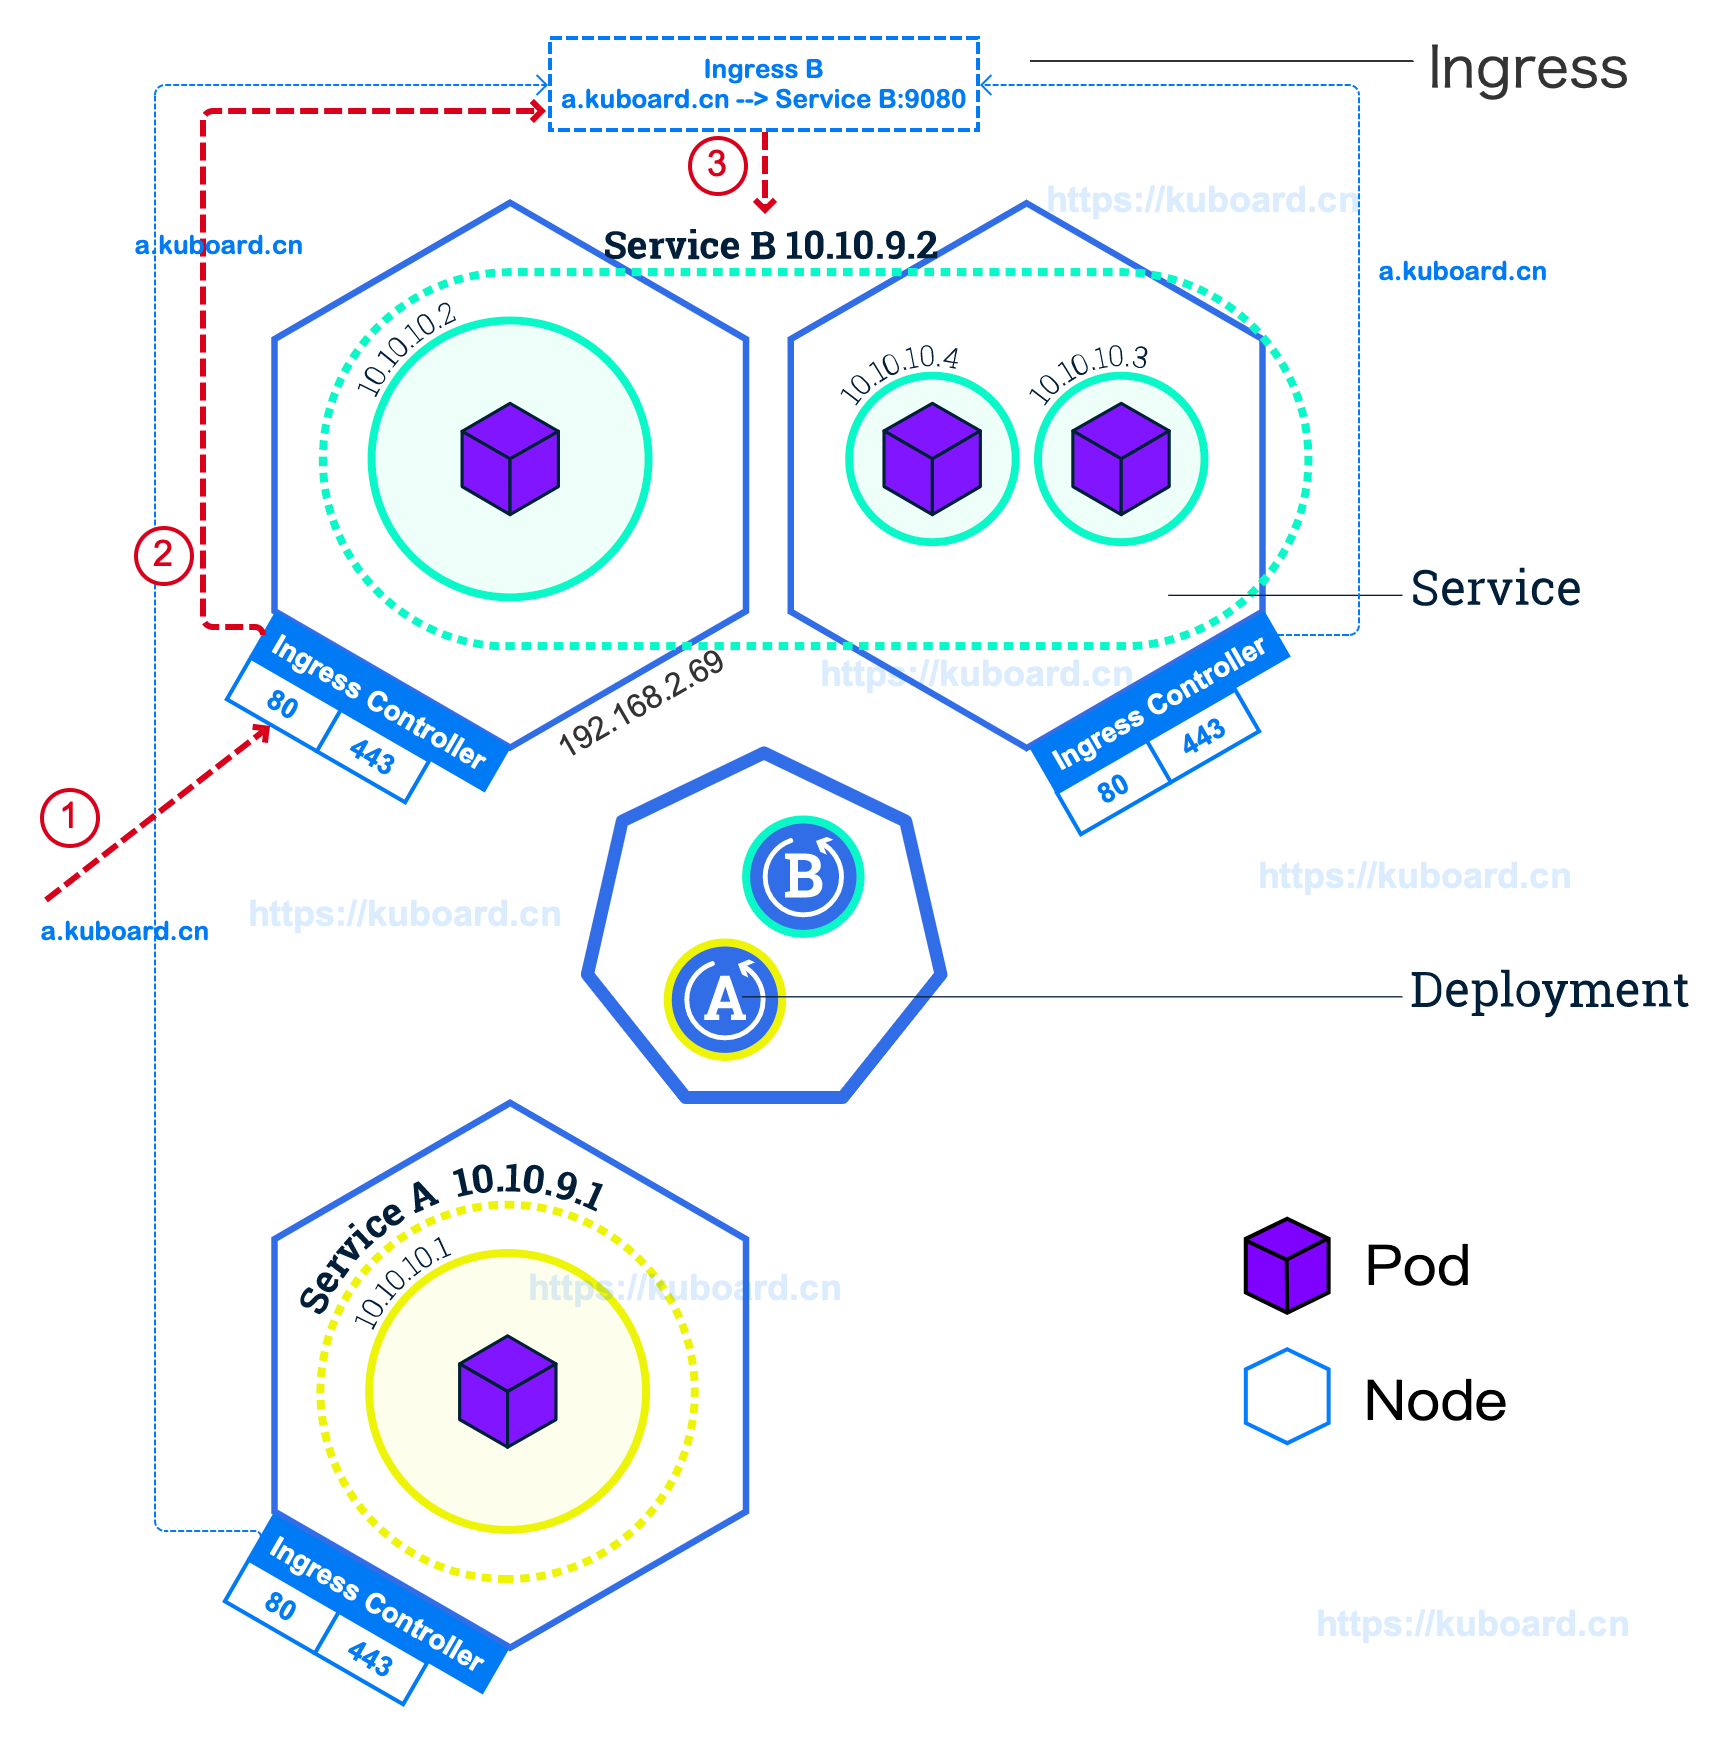 Ingress B
a.kuboard.cn --> Service B:9080
Ingress
3
https://kuboard.cn
a.kuboard.cn
Service B 10.10.9.2
a.kuboard.cn
10.10.10.2
10.10.10.4
10.10.10.3
2
Service
Ingress Controller
80
443
192.168.2.69
https://kuboard.cn
Ingress Controller
80
443
1
a.kuboard.cn
https://kuboard.cn
https://kuboard.cn
B
A
Deployment
Service A 10.10.9.1
10.10.10.1
https://kuboard.cn
Pod
Node
Ingress Controller
80
443
https://kuboard.cn